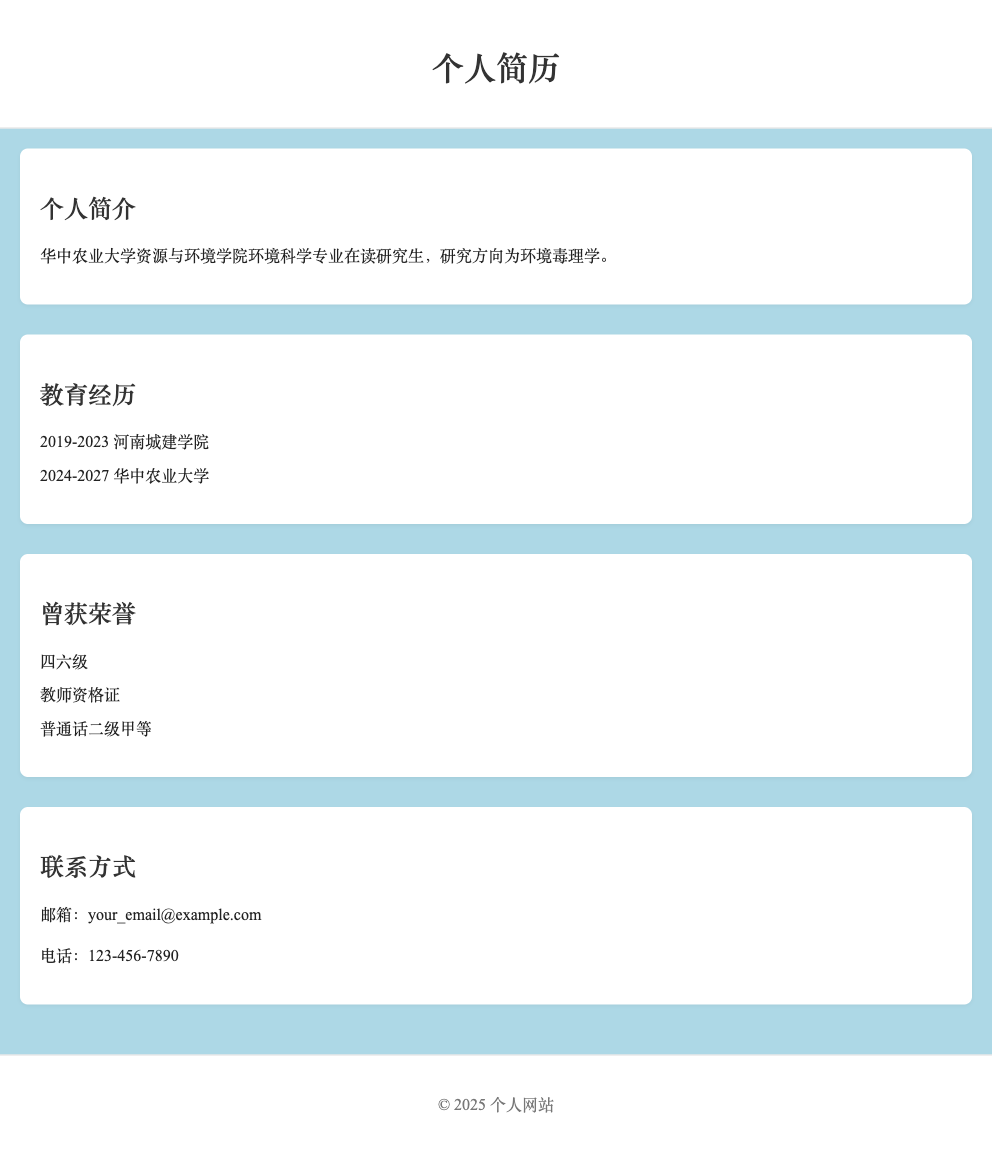 个人简历
个人简介
华中农业大学资源与环境学院环境科学专业在读研究生，研究方向为环境毒理学。
教育经历
2019-2023 河南城建学院
2024-2027 华中农业大学
曾获荣誉
四六级
教师资格证
普通话二级甲等
联系方式
邮箱：your_email@example.com
电话：123-456-7890
© 2025 个人网站